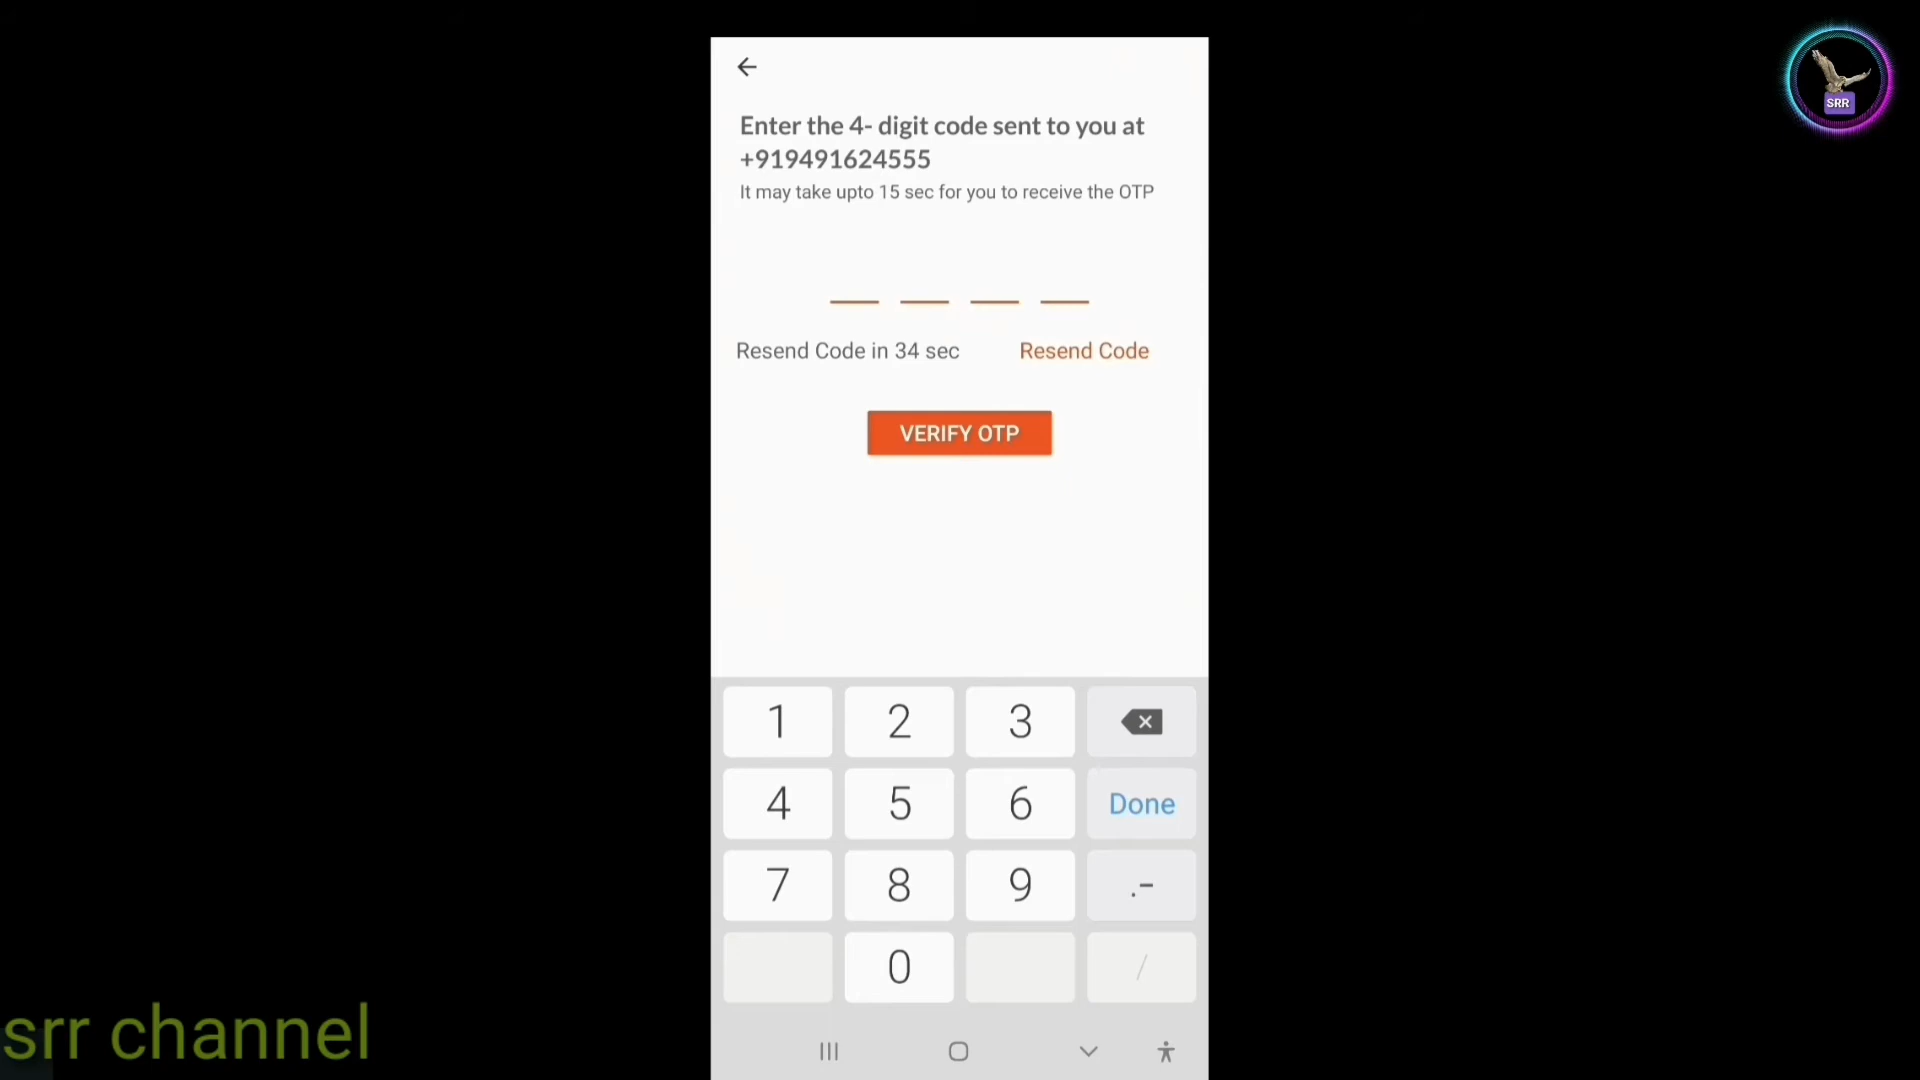 SRR
Enter the 4- digit code sent to you at
+919491624555
It may take upto 15 sec for you to receive the OTP
Resend Code in 34 sec
Resend Code
VERIFY OTP
1 2 3
4 5 6 Done
7 8 9 .-
0 /
srr channel